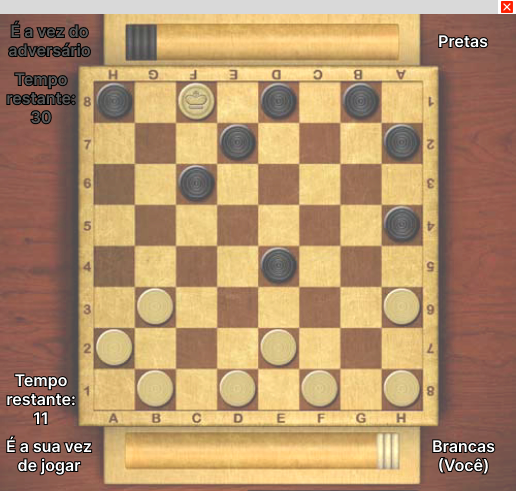 É a vez do
adversário
Pretas
Tempo
restante:
30
H G F E D C B A
8 1
7 2
6 3
5 4
4 5
3 6
2 7
1 8
A B C D E F G H
Tempo
restante:
11
É a sua vez
de jogar
Brancas
(Você)